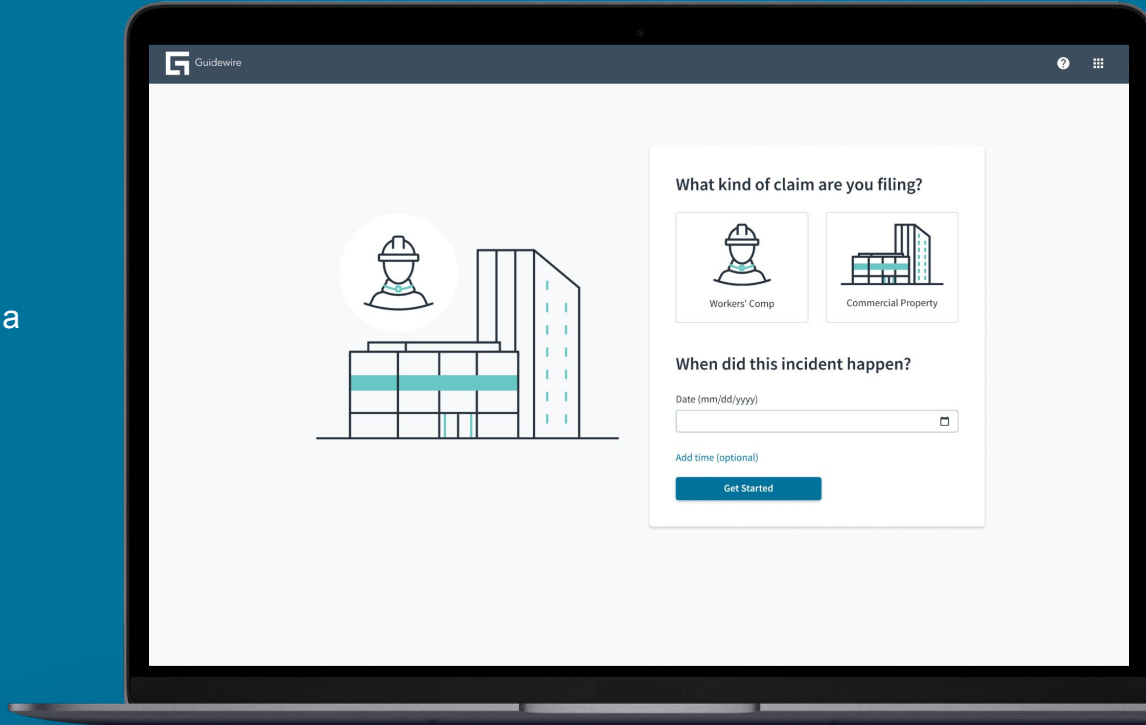 a
Guidewire
What kind of claim are you filing?
Workers' Comp
Commercial Property
When did this incident happen?
Date (mm/dd/yyyy)
Add time (optional)
Get Started